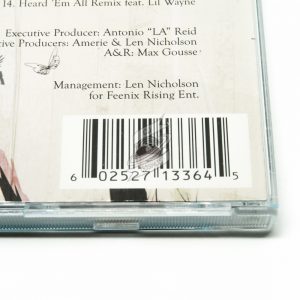 14. Heard 'Em All Remix feat. Lil Wayne
Executive Producer: Antonio "LA" Reid
Executive Producers: Amerie & Len Nicholson
A&R: Max Gousse
Management: Len Nicholson
for Feenix Rising Ent.
6 02527 13364 5